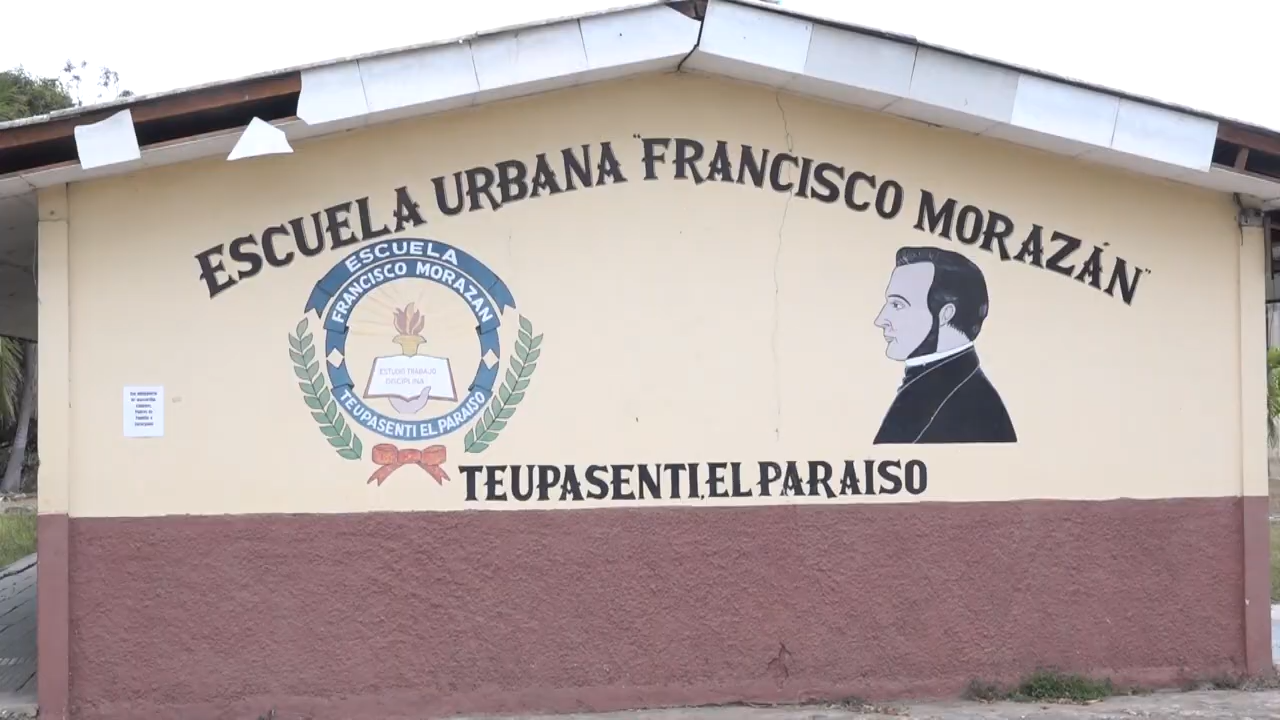 ESCUELA URBANA "FRANCISCO MORAZÁN"
ESCUELA
FRANCISCO MORAZAN
ESTUDIO TRABAJO
DISCIPLINA
TEUPASENTI EL PARAISO
TEUPASENTI, EL PARAISO